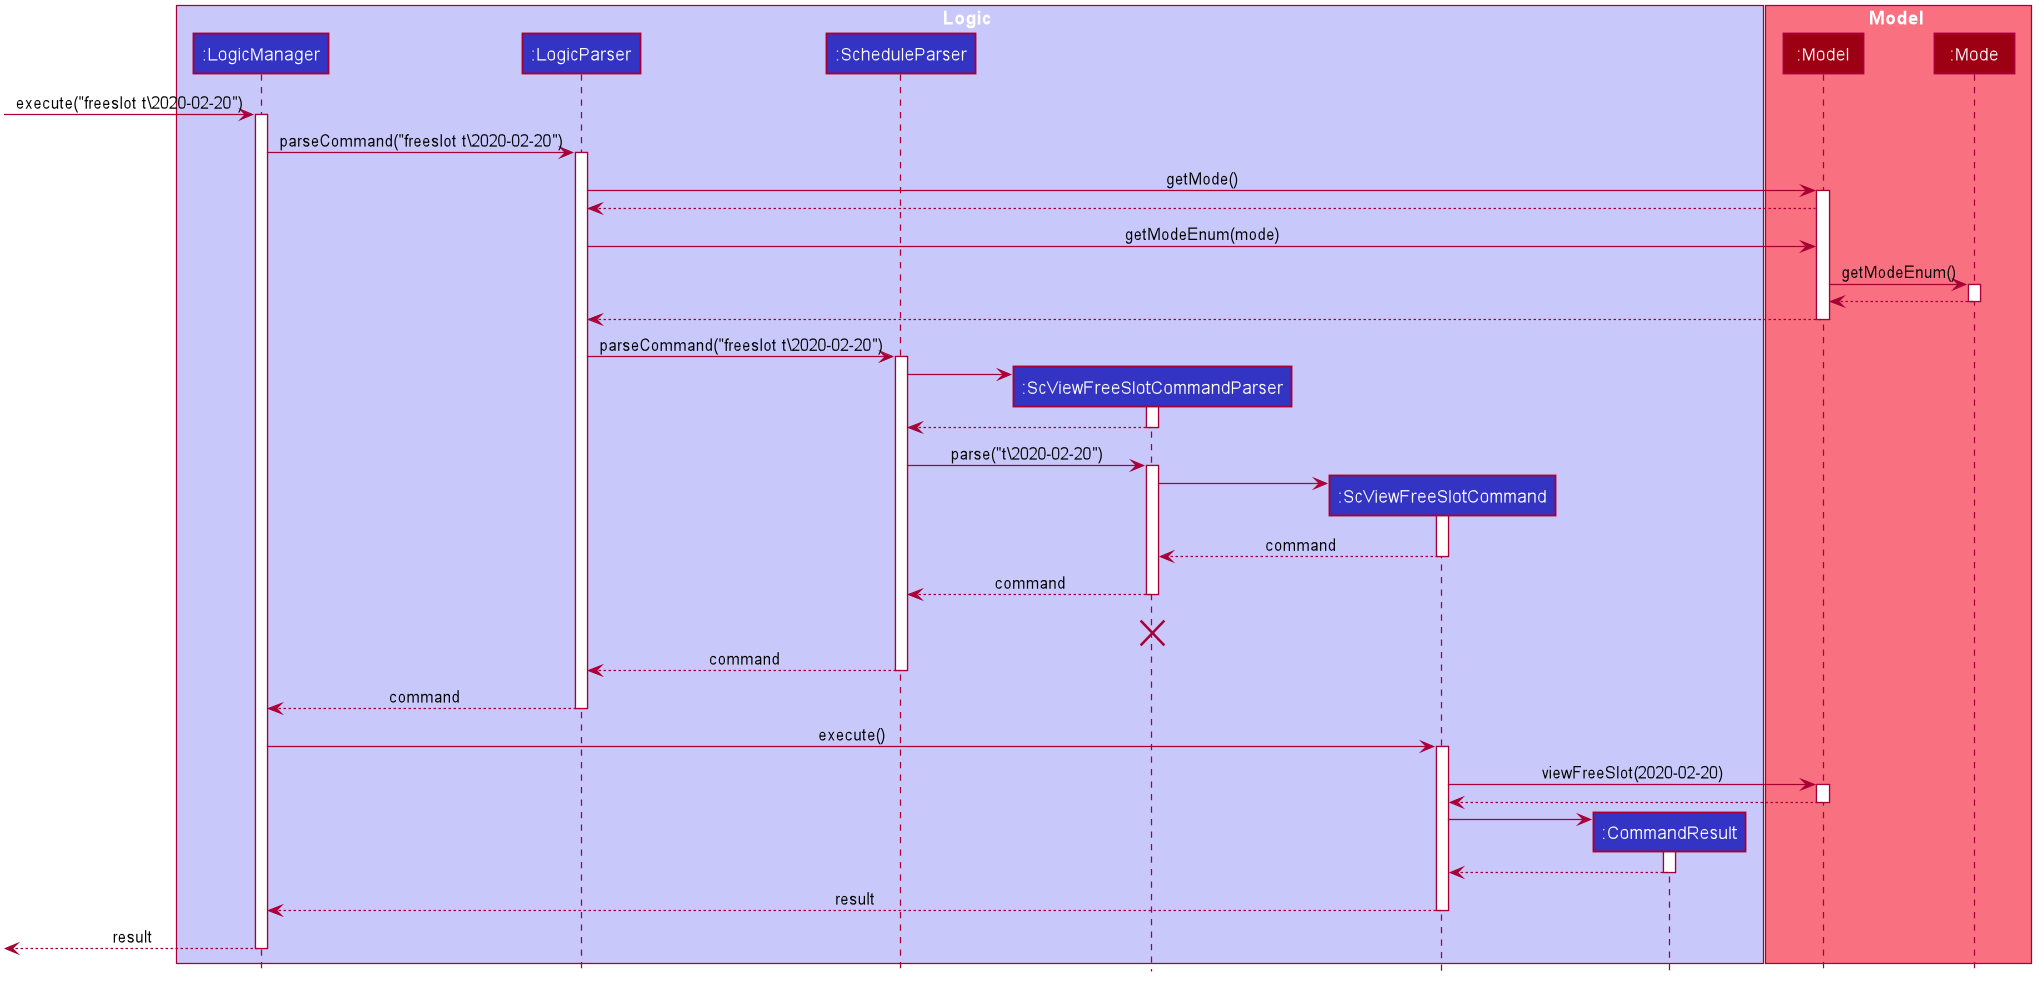 Logic
Model
:LogicManager
:LogicParser
:ScheduleParser
:Model
:Mode
execute("freeslot t\2020-02-20")
parseCommand("freeslot t\2020-02-20")
getMode()
getModeEnum(mode)
getModeEnum()
parseCommand("freeslot t\2020-02-20")
:ScViewFreeSlotCommandParser
parse("t\2020-02-20")
:ScViewFreeSlotCommand
command
command
command
command
execute()
viewFreeSlot(2020-02-20)
:CommandResult
result
result